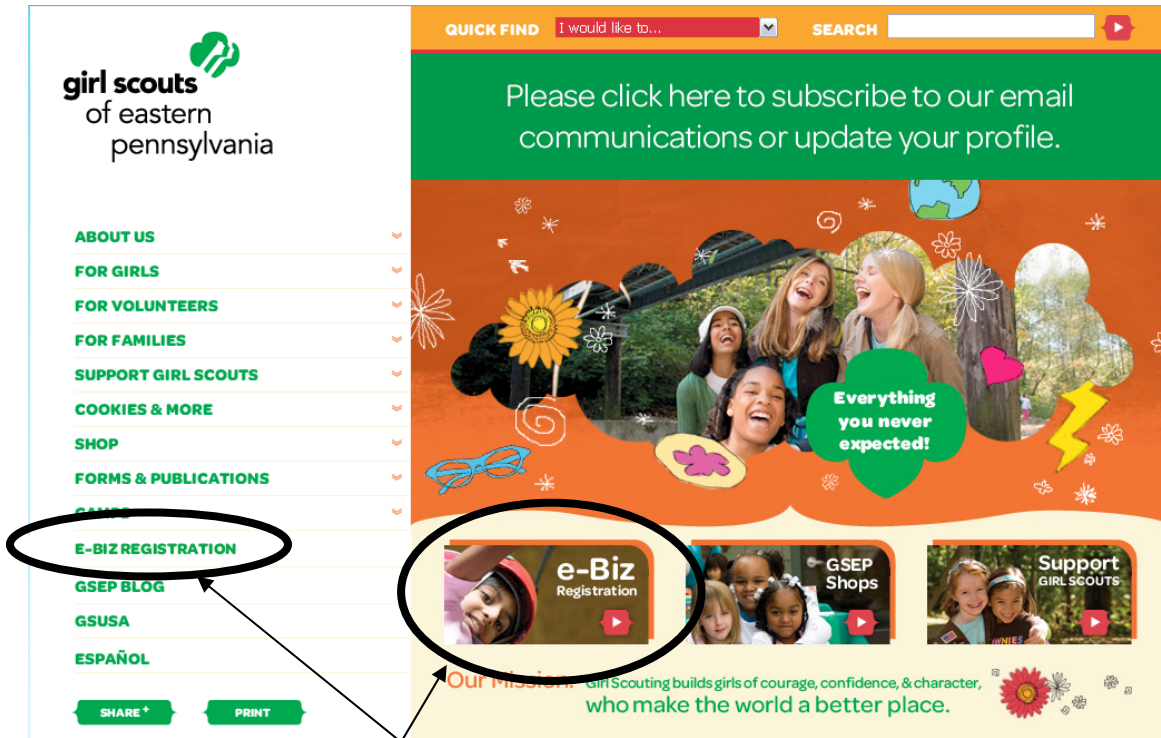 girl scouts
of eastern
pennsylvania
ABOUT US
FOR GIRLS
FOR VOLUNTEERS
FOR FAMILIES
SUPPORT GIRL SCOUTS
COOKIES & MORE
SHOP
FORMS & PUBLICATIONS
CAMPS
E-BIZ REGISTRATION
GSEP BLOG
GSUSA
ESPAÑOL
SHARE+
PRINT
QUICK FIND I would like to... SEARCH
Please click here to subscribe to our email
communications or update your profile.
Everything
you never
expected!
e-Biz
Registration
GSEP
Shops
Support
GIRL SCOUTS
Our Mission: Girl Scouting builds girls of courage, confidence, & character,
who make the world a better place.